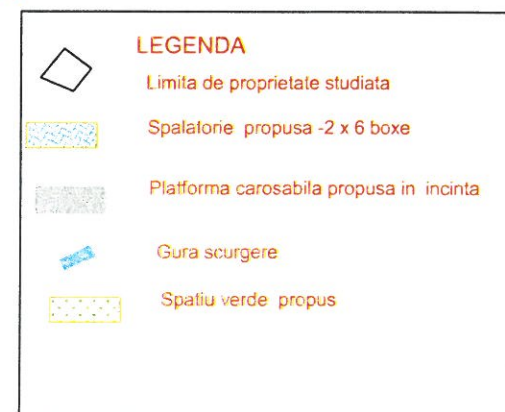 LEGENDA
Limita de proprietate studiata
Spalatorie propusa -2 x 6 boxe
Platforma carosabila propusa in incinta
Gura scurgere
Spatiu verde propus